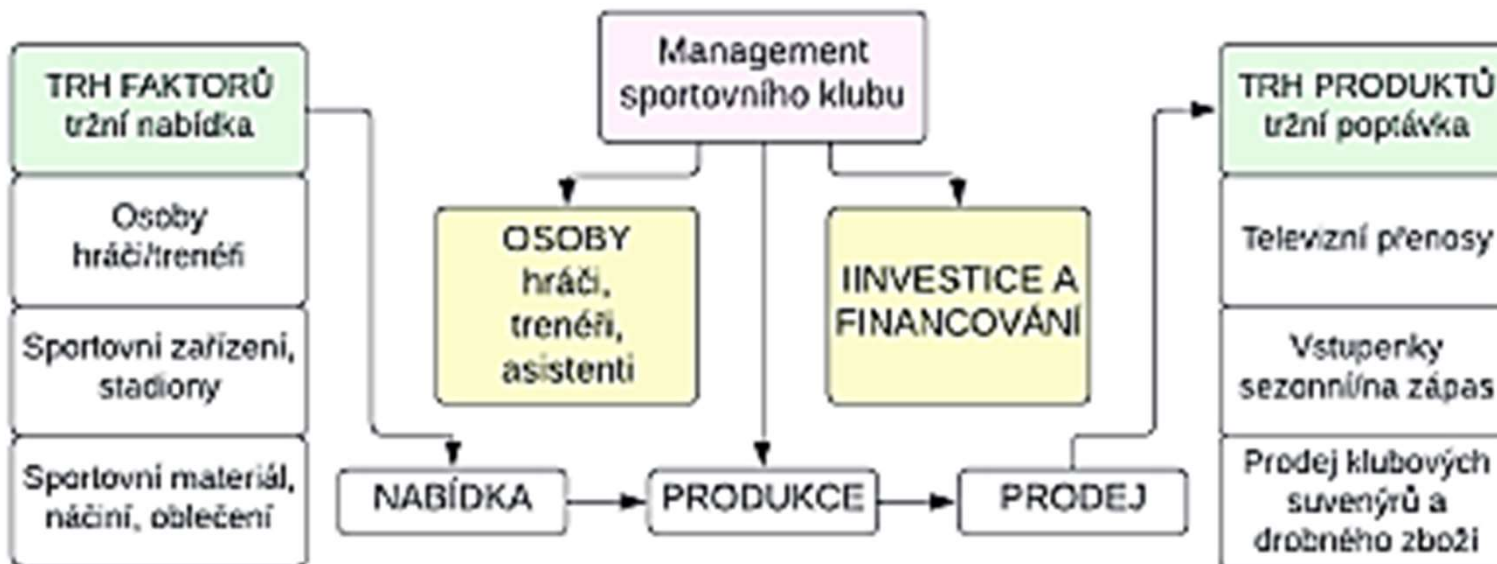 TRH FAKTORŮ
tržní nabídka
Osoby
hráči/trenéři
Sportovní zařízení,
stadiony
Sportovní materiál,
náčiní, oblečení
Management
sportovního klubu
OSOBY
hráči,
trenéři,
asistenti
IINVESTICE A
FINANCOVÁNÍ
NABÍDKA
PRODUKCE
PRODEJ
TRH PRODUKTŮ
tržní poptávka
Televizní přenosy
Vstupenky
sezonní/na zápas
Prodej klubových
suvenýrů a
drobného zboží